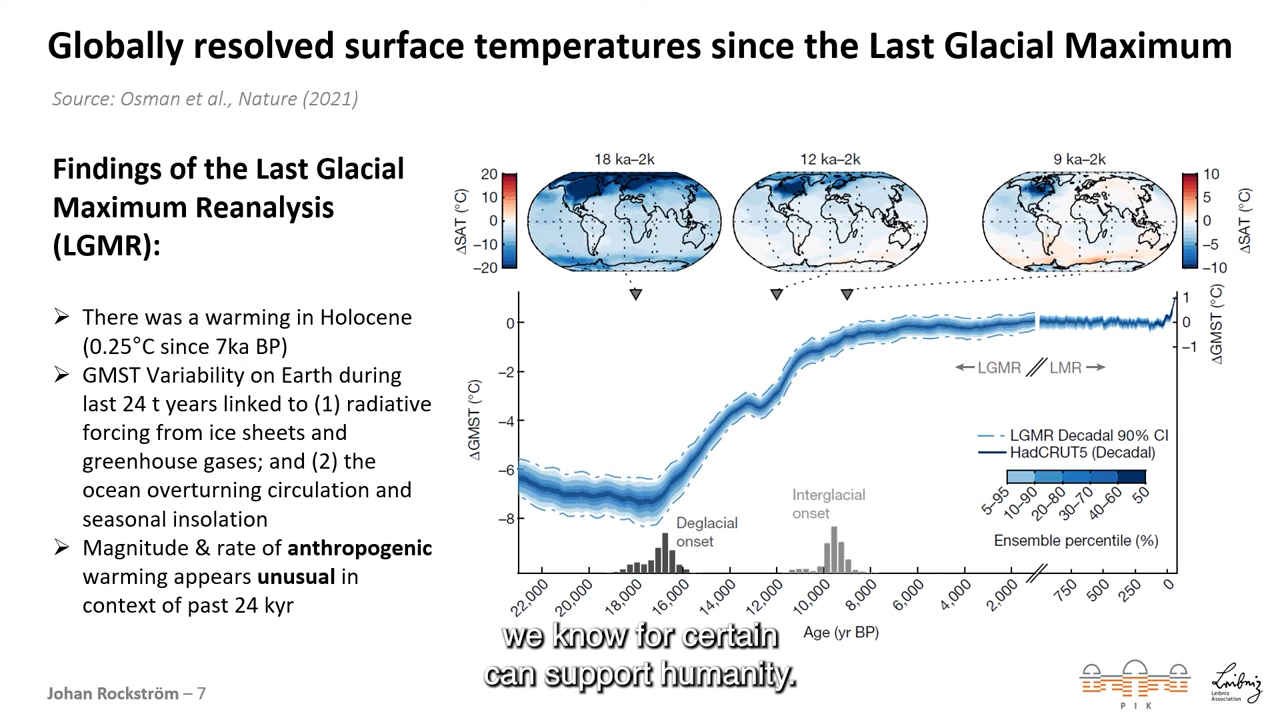 Globally resolved surface temperatures since the Last Glacial Maximum
Source: Osman et al., Nature (2021)
Findings of the Last Glacial
Maximum Reanalysis
(LGMR):
➢ There was a warming in Holocene
(0.25°C since 7ka BP)
➢ GMST Variability on Earth during
last 24 t years linked to (1) radiative
forcing from ice sheets and
greenhouse gases; and (2) the
ocean overturning circulation and
seasonal insolation
➢ Magnitude & rate of anthropogenic
warming appears unusual in
context of past 24 kyr
18 ka–2k
12 ka–2k
9 ka–2k
ΔSAT (°C)
20
10
0
−10
−20
10
5
0
−5
−10
ΔSAT (°C)
ΔGMST (°C)
0
−2
−4
−6
−8
1
0
−1
ΔGMST (°C)
LGMR
LMR
LGMR Decadal 90% CI
HadCRUT5 (Decadal)
5–95
10–90
20–80
30–70
40–60
50
Ensemble percentile (%)
Deglacial
onset
Interglacial
onset
22,000
20,000
18,000
16,000
14,000
12,000
10,000
8,000
6,000
4,000
2,000
750
500
250
0
Age (yr BP)
we know for certain
can support humanity.
Johan Rockström – 7
P I K
Leibniz
Leibniz
Association